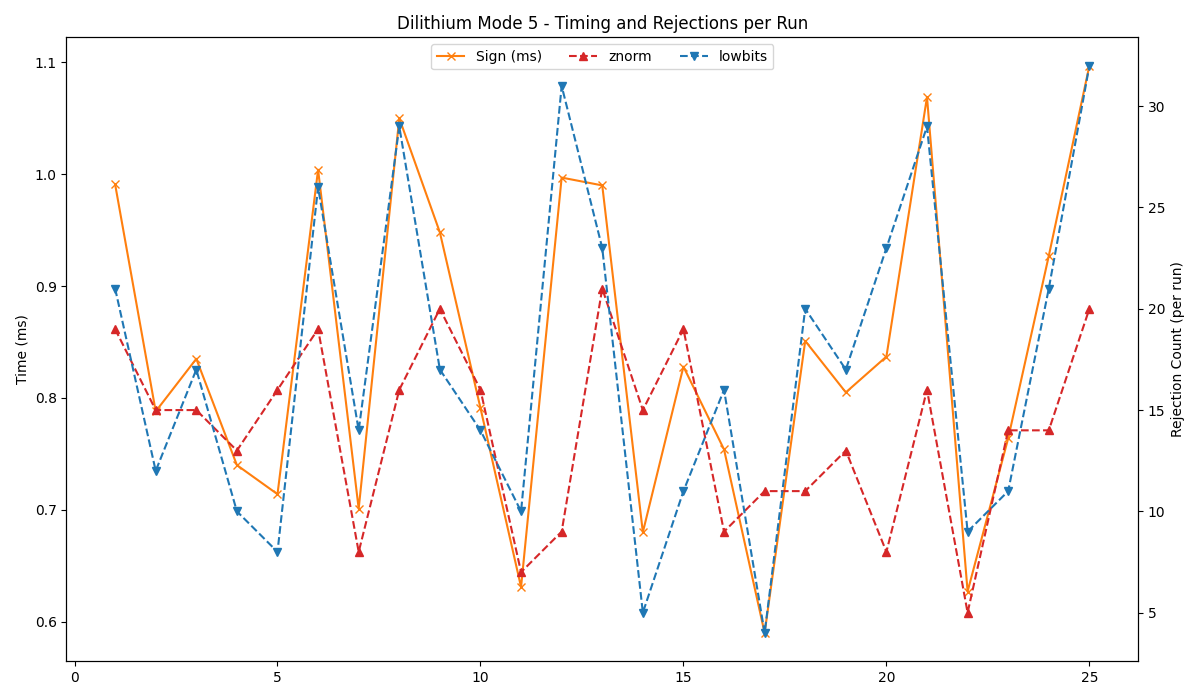 Dilithium Mode 5 - Timing and Rejections per Run
Sign (ms) znorm lowbits
Time (ms)
1.1
1.0
0.9
0.8
0.7
0.6
Rejection Count (per run)
30
25
20
15
10
5
0 5 10 15 20 25